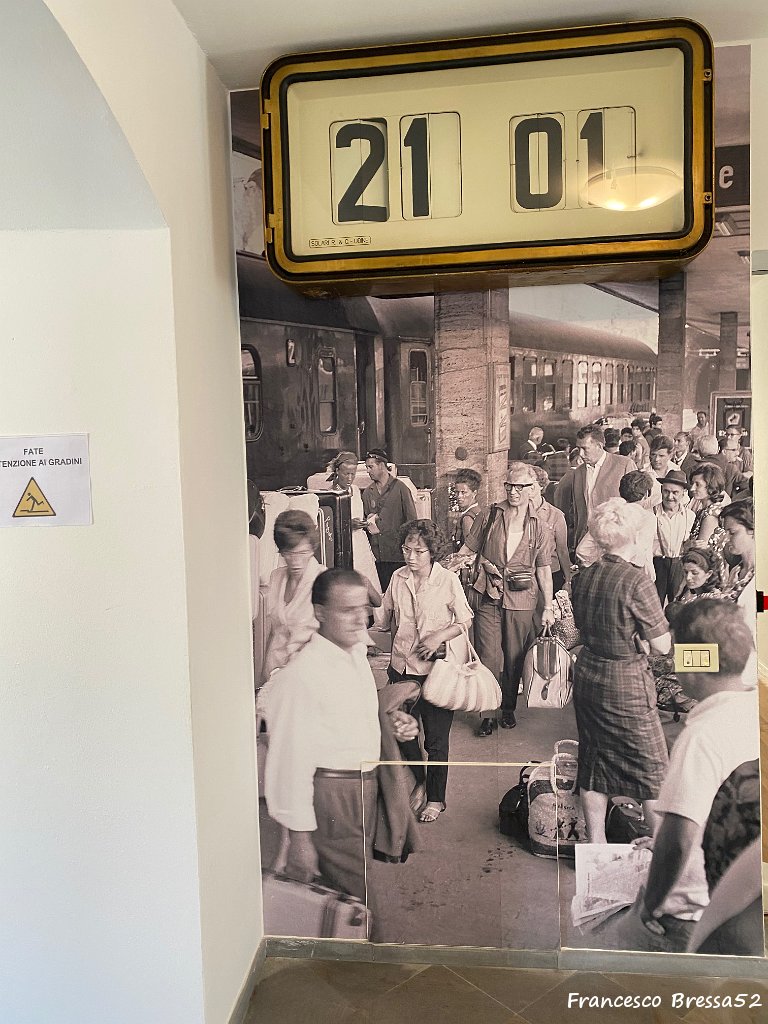 21 01
SOLARI R. & C. - UDINE
e
2
FATE
TENZIONE AI GRADINI
Francesco Bressa52